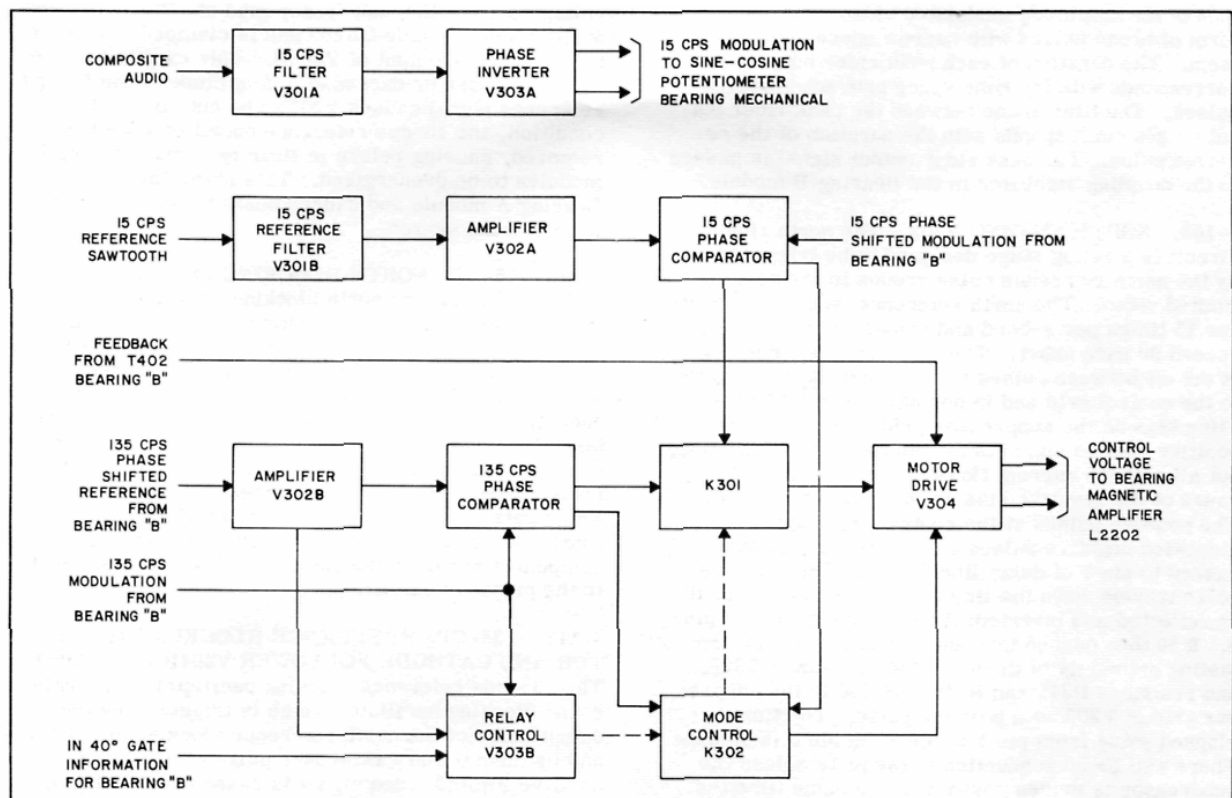 COMPOSITE AUDIO
15 CPS
FILTER
V301A
PHASE
INVERTER
V303A
15 CPS MODULATION
TO SINE-COSINE
POTENTIOMETER
BEARING MECHANICAL
15 CPS
REFERENCE
SAWTOOTH
15 CPS
REFERENCE
FILTER
V301B
AMPLIFIER
V302A
15 CPS
PHASE
COMPARATOR
15 CPS PHASE
SHIFTED MODULATION FROM
BEARING "B"
FEEDBACK
FROM T402
BEARING "B"
135 CPS
PHASE
SHIFTED
REFERENCE
FROM
BEARING "B"
AMPLIFIER
V302B
135 CPS
PHASE
COMPARATOR
K301
MOTOR
DRIVE
V304
CONTROL
VOLTAGE
TO BEARING
MAGNETIC
AMPLIFIER
L2202
135 CPS
MODULATION
FROM
BEARING "B"
IN 40° GATE
INFORMATION
FOR BEARING "B"
RELAY
CONTROL
V303B
MODE
CONTROL
K302